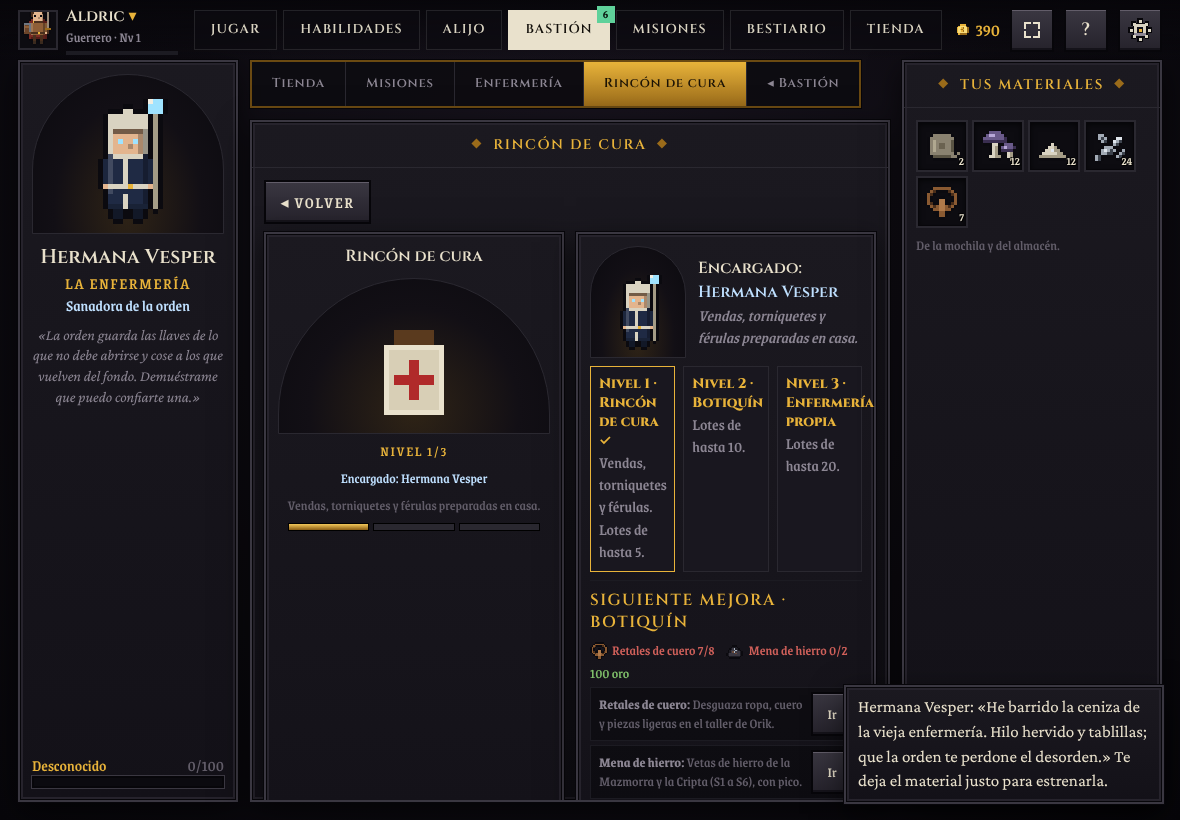 Aldric ▾
Guerrero · Nv 1
JUGAR
HABILIDADES
ALIJO
BASTIÓN
6
MISIONES
BESTIARIO
TIENDA
390
?
Tienda
Misiones
Enfermería
Rincón de cura
◂ Bastión
Hermana Vesper
LA ENFERMERÍA
Sanadora de la orden
«La orden guarda las llaves de lo
que no debe abrirse y cose a los que
vuelven del fondo. Demuéstrame
que puedo confiarte una.»
Desconocido
0/100
RINCÓN DE CURA
◂ VOLVER
Rincón de cura
NIVEL 1/3
Encargado: Hermana Vesper
Vendas, torniquetes y férulas preparadas en casa.
Encargado:
Hermana Vesper
Vendas, torniquetes y
férulas preparadas en casa.
Nivel 1 ·
Rincón
de cura
✓
Vendas,
torniquetes
y férulas.
Lotes de
hasta 5.
Nivel 2 ·
Botiquín
Lotes de
hasta 10.
Nivel 3 ·
Enfermería
propia
Lotes de
hasta 20.
SIGUIENTE MEJORA ·
BOTIQUÍN
Retales de cuero 7/8
Mena de hierro 0/2
100 oro
Retales de cuero: Desguaza ropa, cuero
y piezas ligeras en el taller de Orik.
Ir
Mena de hierro: Vetas de hierro de la
Mazmorra y la Cripta (S1 a S6), con pico.
Ir
TUS MATERIALES
2
12
12
24
7
De la mochila y del almacén.
Hermana Vesper: «He barrido la ceniza de
la vieja enfermería. Hilo hervido y tablillas;
que la orden te perdone el desorden.» Te
deja el material justo para estrenarla.